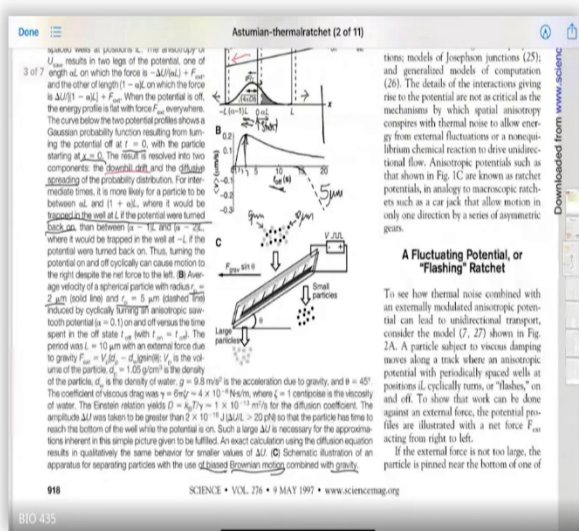 Done
Astumian-thermalratchet (2 of 11)
3 of 7
spaced wells at positions iL. The anisotropy of
U results in two legs of the potential, one of
length αL on which the force is -ΔU/(αL) + F
and the other of length (1 - α)L on which the force
is ΔU/[(1 - α)L] + F When the potential is off,
the energy profile is flat with force F everywhere.
The curve below the two potential profiles shows a
Gaussian probability function resulting from turn-
ing the potential off at t = 0, with the particle
starting at x = 0. The result is resolved into two
components: the downhill drift and the diffusive
spreading of the probability distribution. For inter-
mediate times, it is more likely for a particle to be
between αL and (1 + α)L, where it would be
trapped in the well at L if the potential were turned
back on, than between (α - 1)L and (α - 2)L,
where it would be trapped in the well at -L if the
potential were turned back on. Thus, turning the
potential on and off cyclically can cause motion to
the right despite the net force to the left. (B) Aver-
age velocity of a spherical particle with radius r =
2 μm (solid line) and r = 5 μm (dashed line)
induced by cyclically turning an anisotropic saw-
tooth potential (α = 0.1) on and off versus the time
spent in the off state t (with t = t). The
period was L = 10 μm with an external force due
to gravity F = V(d - d)gsin(θ); V is the vol-
ume of the particle, d = 1.05 g/cm³ is the density
of the particle, d is the density of water, g = 9.8 m/s² is the acceleration due to gravity, and θ = 45°.
The coefficient of viscous drag was γ = 6πζr = 4 × 10⁻⁸ Ns/m, where ζ = 1 centipoise is the viscosity
of water. The Einstein relation yields D = kT/γ = 1 × 10⁻¹³ m²/s for the diffusion coefficient. The
amplitude ΔU was taken to be greater than 2 × 10⁻¹⁶ J (ΔU/L > 20 pN) so that the particle has time to
reach the bottom of the well while the potential is on. Such a large ΔU is necessary for the approxima-
tions inherent in this simple picture given to be fulfilled. An exact calculation using the diffusion equation
results in qualitatively the same behavior for smaller values of ΔU. (C) Schematic illustration of an
apparatus for separating particles with the use of biased Brownian motion combined with gravity.
-L (α-1)L 0 αL L x
B
0.2
0.1
-0.1
-0.2
-0.3
5 10 20
5μm
5μm 2μm
C
V
F sin θ
Small
particles
Large
particles
θ
tions; models of Josephson junctions (25);
and generalized models of computation
(26). The details of the interactions giving
rise to the potential are not as critical as the
mechanisms by which spatial anisotropy
conspires with thermal noise to allow ener-
gy from external fluctuations or a nonequi-
librium chemical reaction to drive unidirec-
tional flow. Anisotropic potentials such as
that shown in Fig. 1C are known as ratchet
potentials, in analogy to macroscopic ratch-
ets such as a car jack that allow motion in
only one direction by a series of asymmetric
gears.
A Fluctuating Potential, or
"Flashing" Ratchet
To see how thermal noise combined with
an externally modulated anisotropic poten-
tial can lead to unidirectional transport,
consider the model (7, 27) shown in Fig.
2A. A particle subject to viscous damping
moves along a track where an anisotropic
potential with periodically spaced wells at
positions iL cyclically turns, or "flashes," on
and off. To show that work can be done
against an external force, the potential pro-
files are illustrated with a net force F
acting from right to left.
If the external force is not too large, the
particle is pinned near the bottom of one of
Downloaded from www.scienc
918
SCIENCE • VOL. 276 • 9 MAY 1997 • www.sciencemag.org
BIO 435